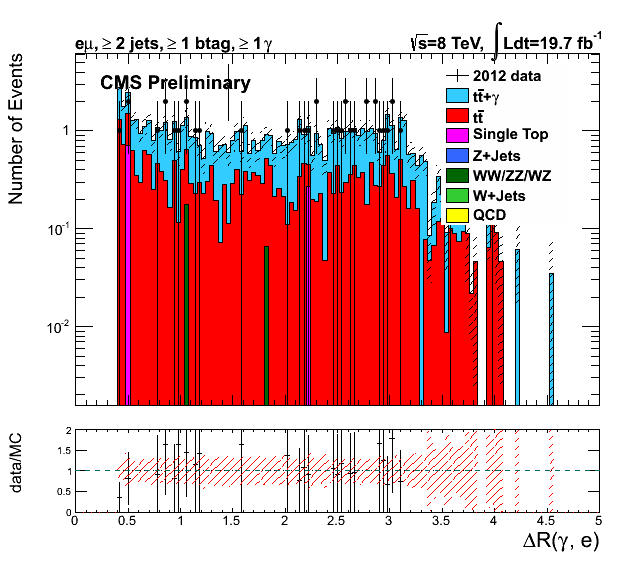 eμ, ≥ 2 jets, ≥ 1 btag, ≥ 1 γ
√s=8 TeV, ∫ Ldt=19.7 fb⁻¹
CMS Preliminary
2012 data
tt̄+γ
tt̄
Single Top
Z+Jets
WW/ZZ/WZ
W+Jets
QCD
Number of Events
1
10⁻¹
10⁻²
data/MC
2
1.5
1
0.5
0
0 0.5 1 1.5 2 2.5 3 3.5 4 4.5 5
ΔR(γ, e)